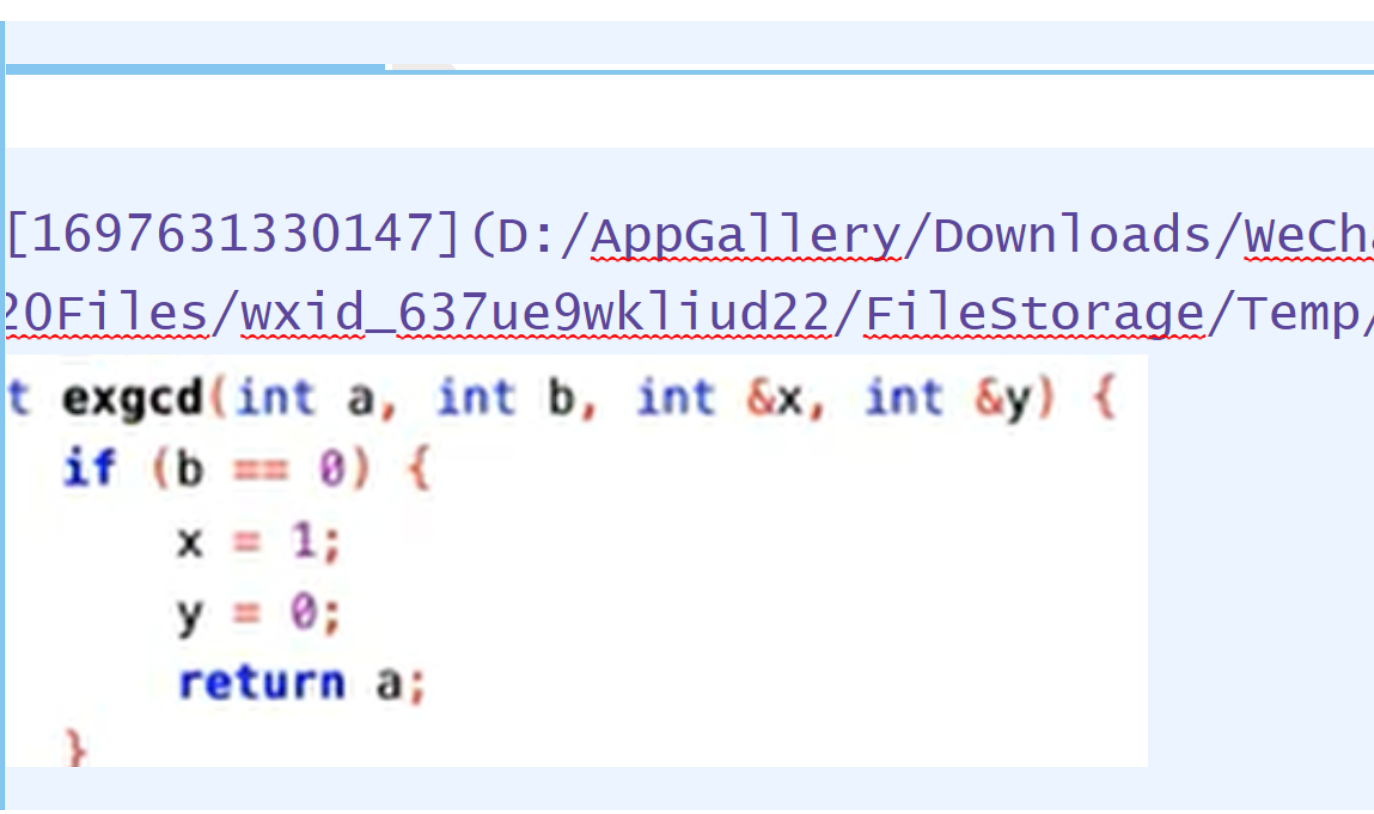 [1697631330147](D:/AppGallery/Downloads/WeCh
20Files/wxid_637ue9wkliud22/FileStorage/Temp/
t exgcd(int a, int b, int &x, int &y) {
if (b == 0) {
x = 1;
y = 0;
return a;
}